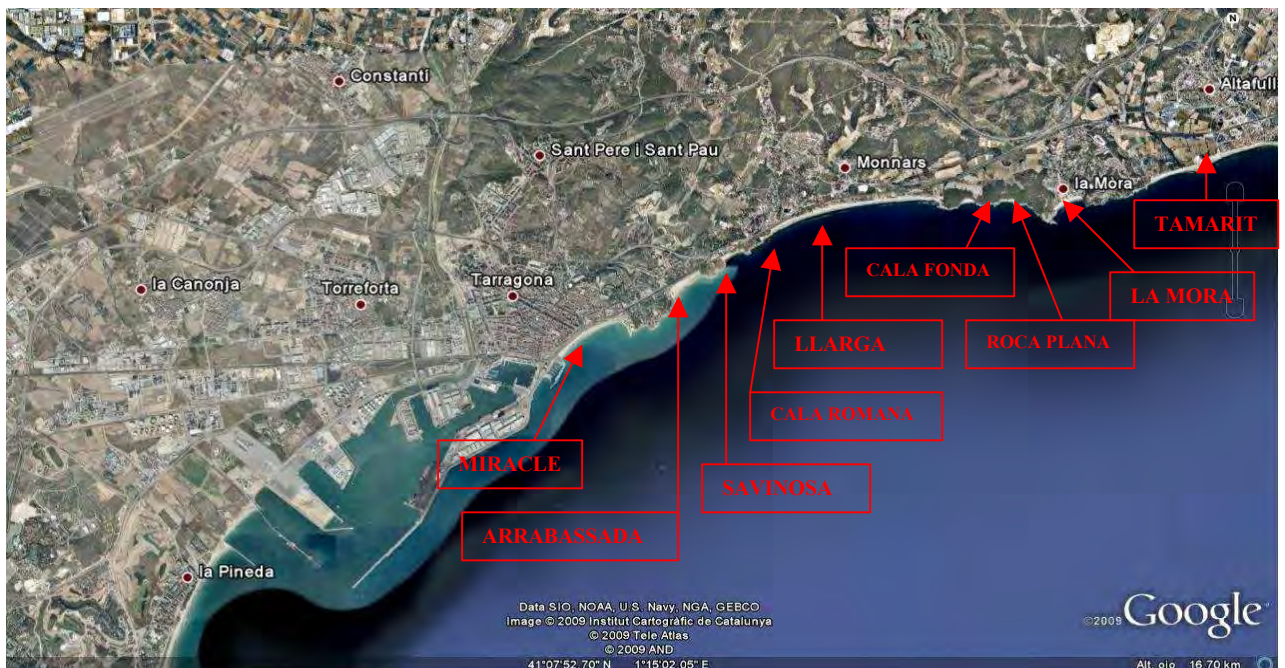 N
Constantí
Altafull
Sant Pere i Sant Pau
Monnars
la Mòra
TAMARIT
CALA FONDA
la Canonja
Torreforta
Tarragona
LA MORA
LLARGA
ROCA PLANA
CALA ROMANA
MIRACLE
SAVINOSA
ARRABASSADA
la Pineda
Data SIO, NOAA, U.S. Navy, NGA, GEBCO
Image © 2009 Institut Cartogràfic de Catalunya
© 2009 Tele Atlas
© 2009 AND
©2009 Google
41°07'52.70" N 1°15'02.05" E
Alt. ojo 16.70 km